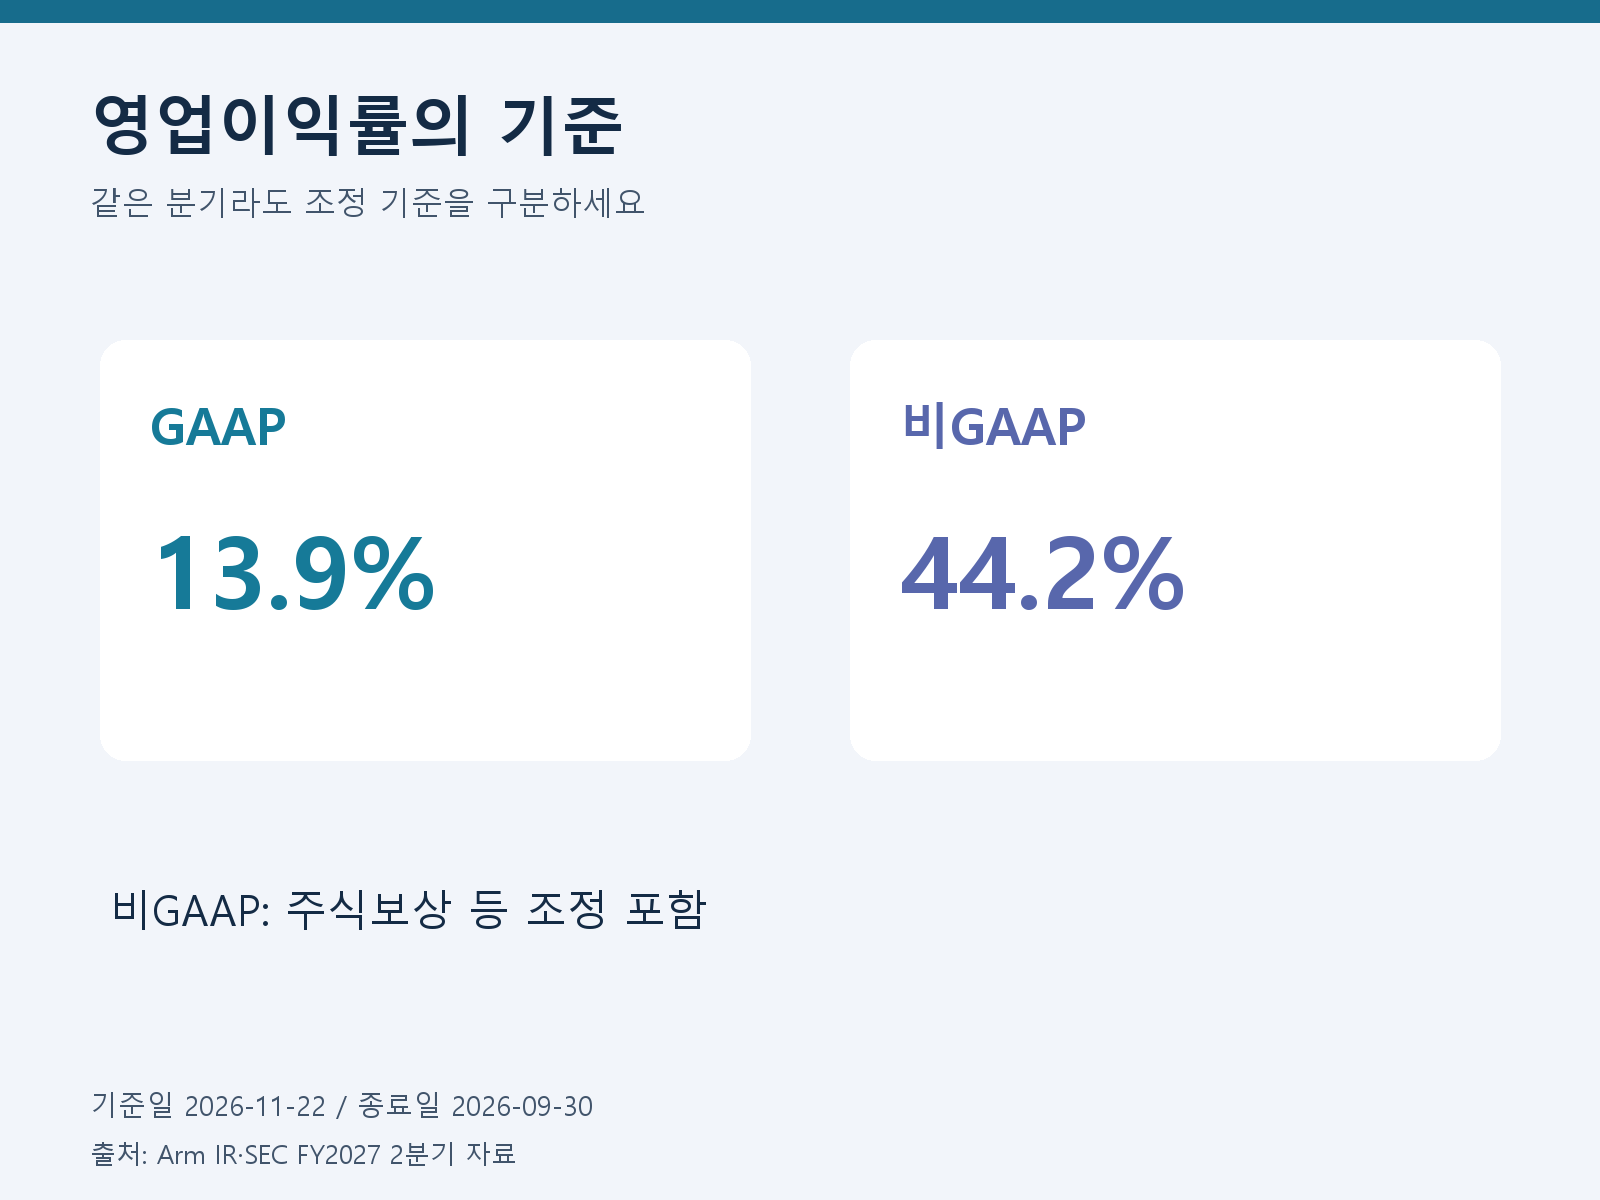 영업이익률의 기준
같은 분기라도 조정 기준을 구분하세요
GAAP
13.9%
비GAAP
44.2%
비GAAP: 주식보상 등 조정 포함
기준일 2026-11-22 / 종료일 2026-09-30
출처: Arm IR·SEC FY2027 2분기 자료